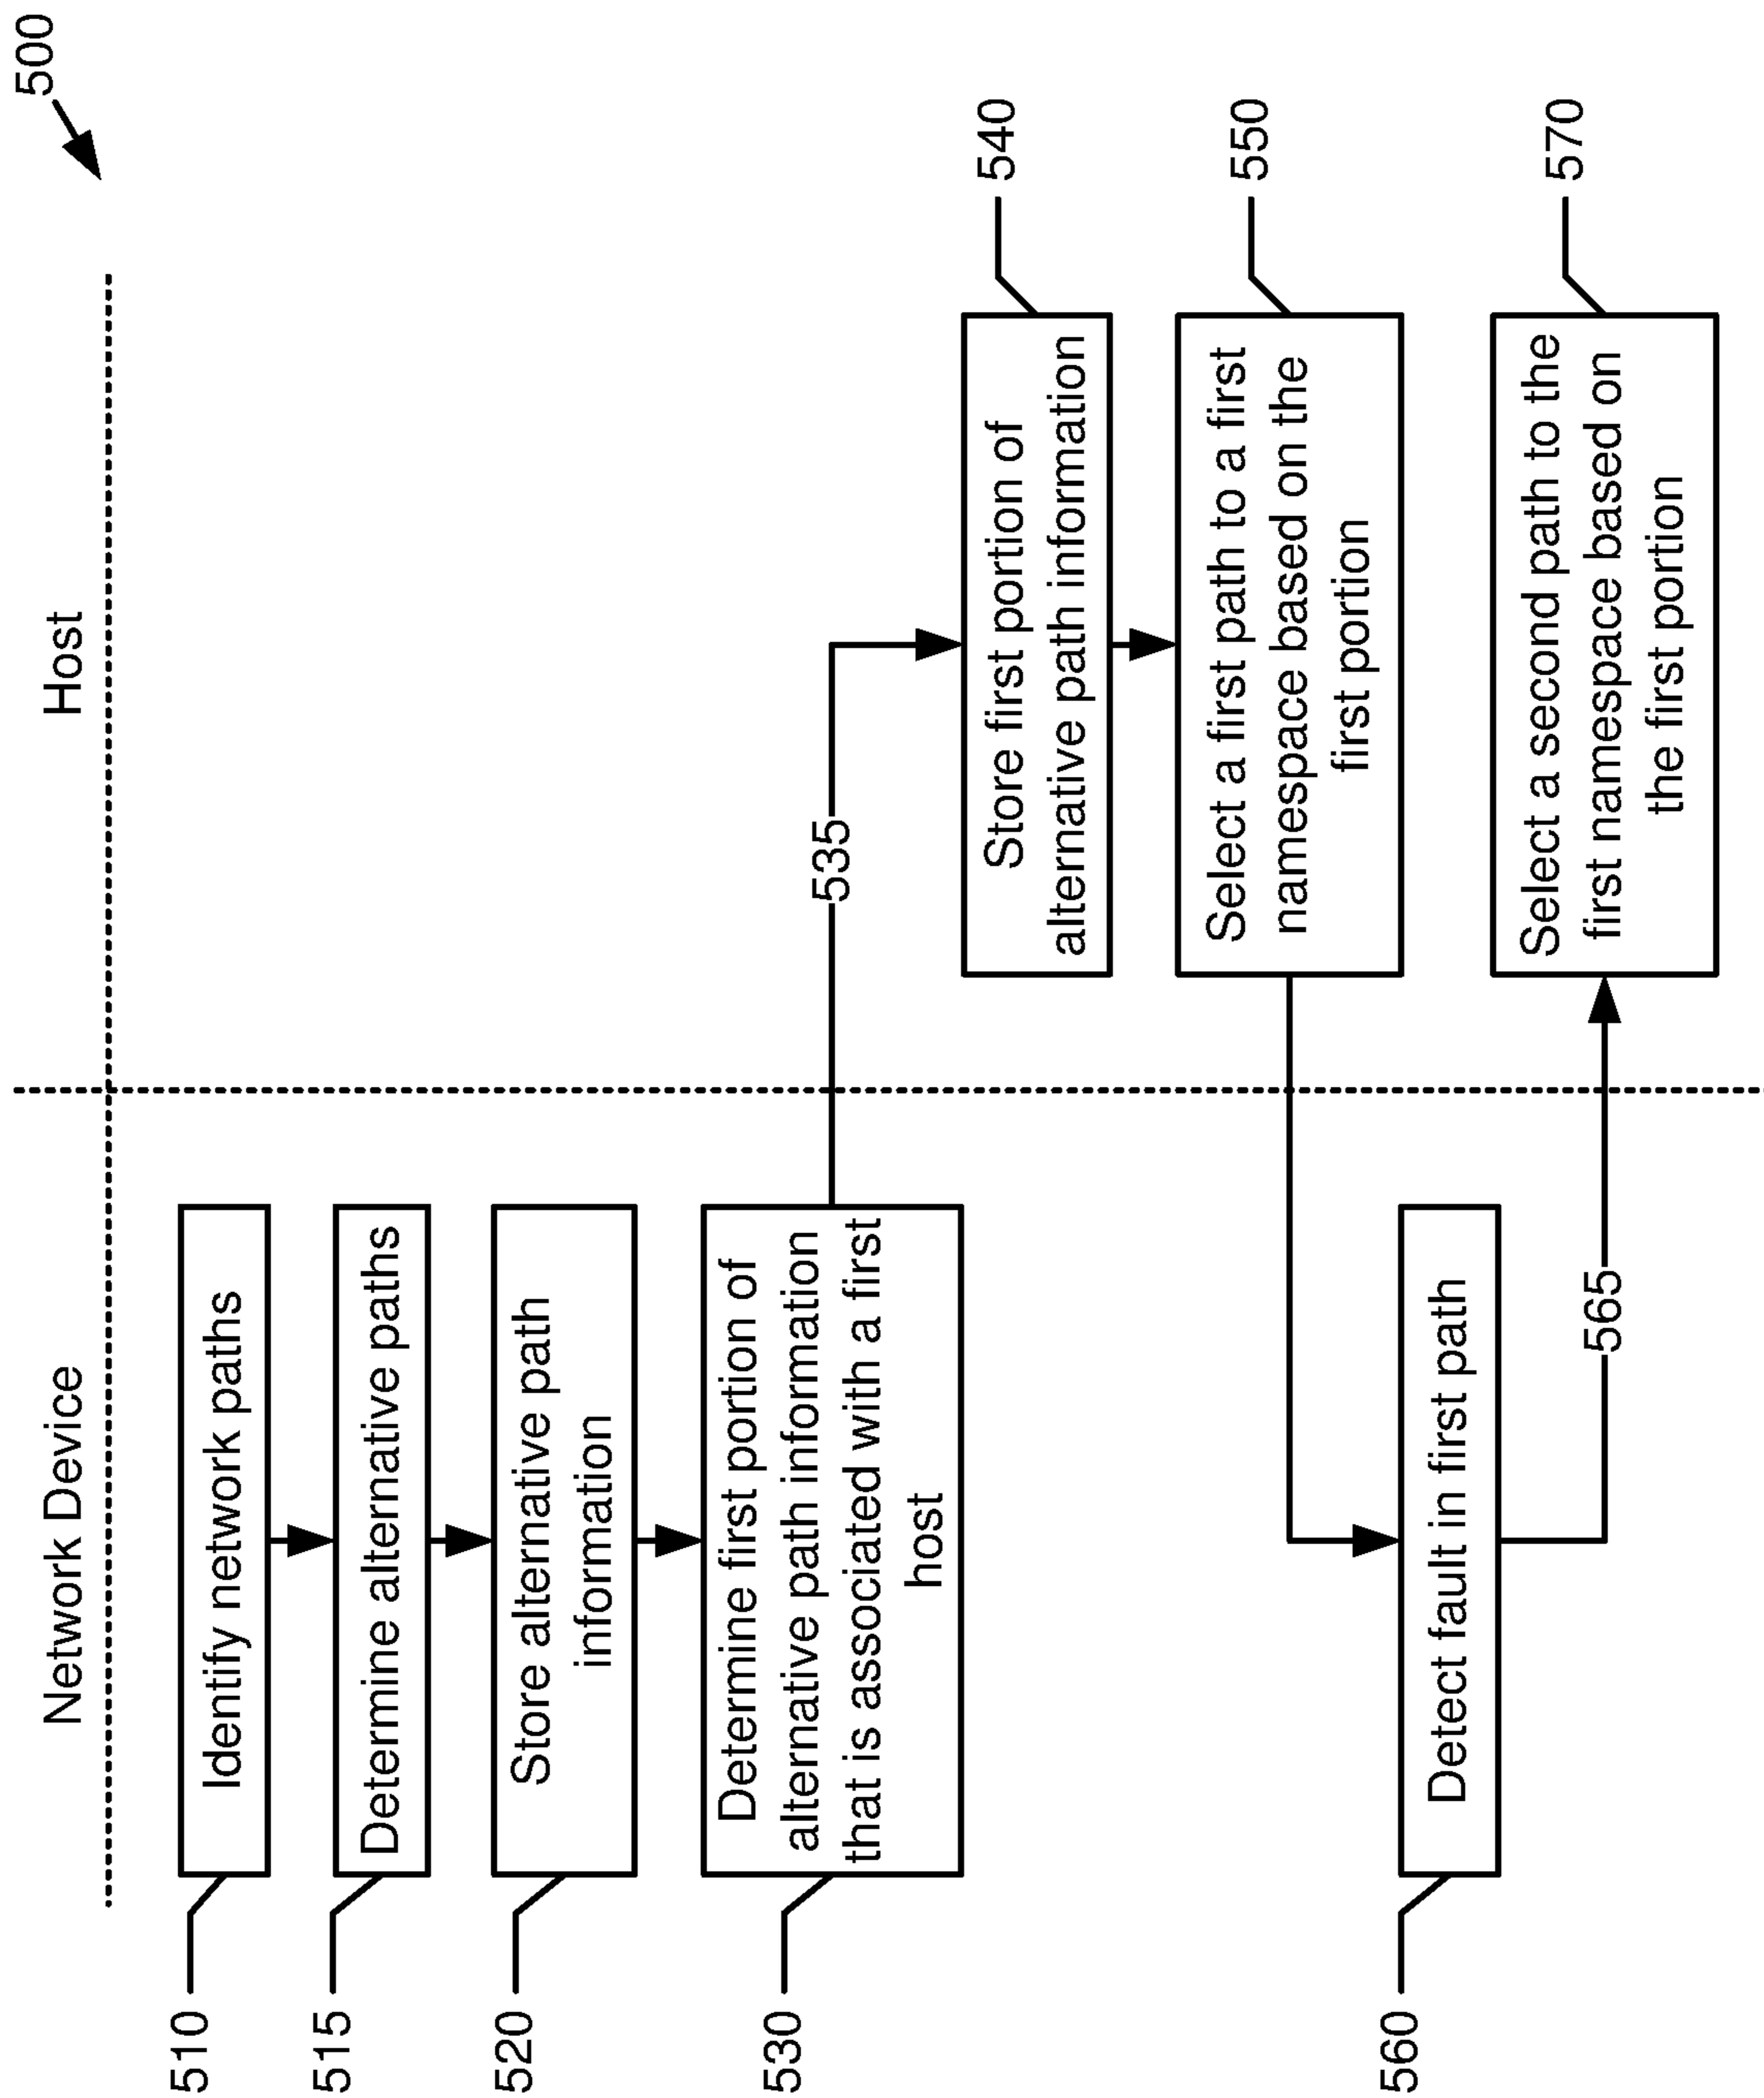 500
Network Device
Host
510
Identify network paths
515
Determine alternative paths
520
Store alternative path
information
530
Determine first portion of
alternative path information
that is associated with a first
host
535
Store first portion of
alternative path information
540
Select a first path to a first
namespace based on the
first portion
550
560
Detect fault in first path
565
Select a second path to the
first namespace based on
the first portion
570